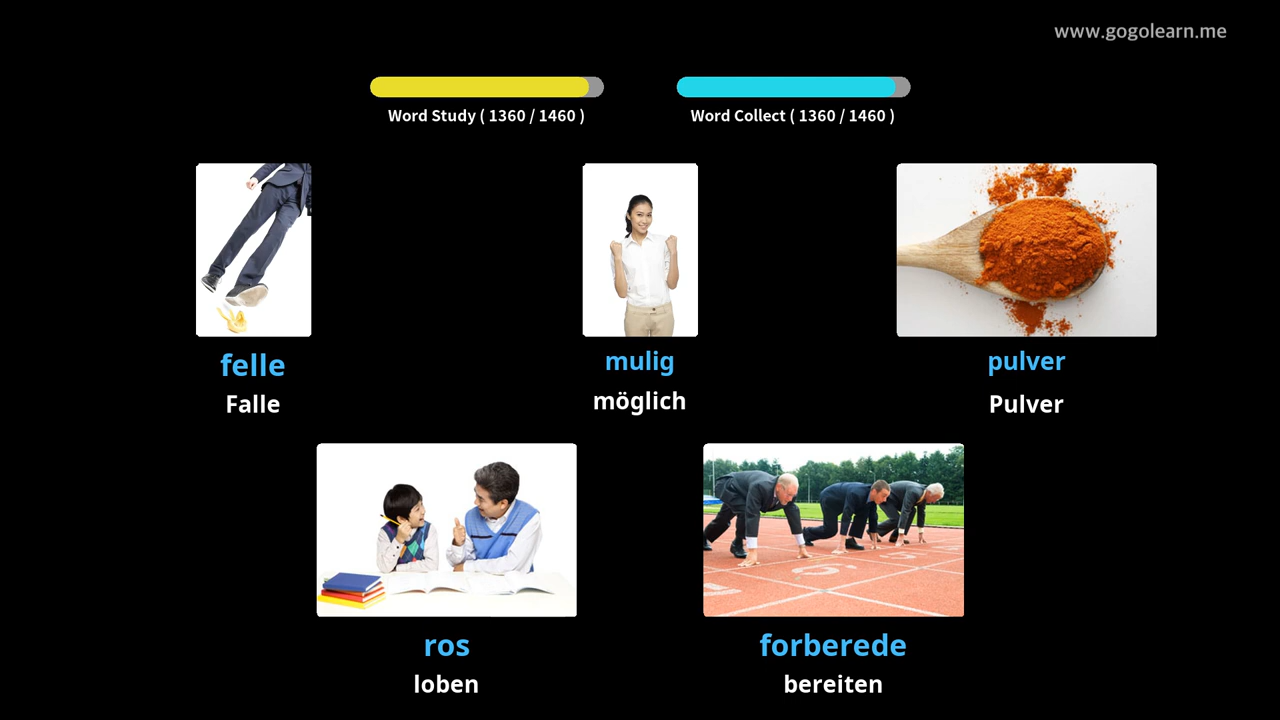 www.gogolearn.me
Word Study ( 1360 / 1460 )
Word Collect ( 1360 / 1460 )
felle
Falle
mulig
möglich
pulver
Pulver
ros
loben
forberede
bereiten